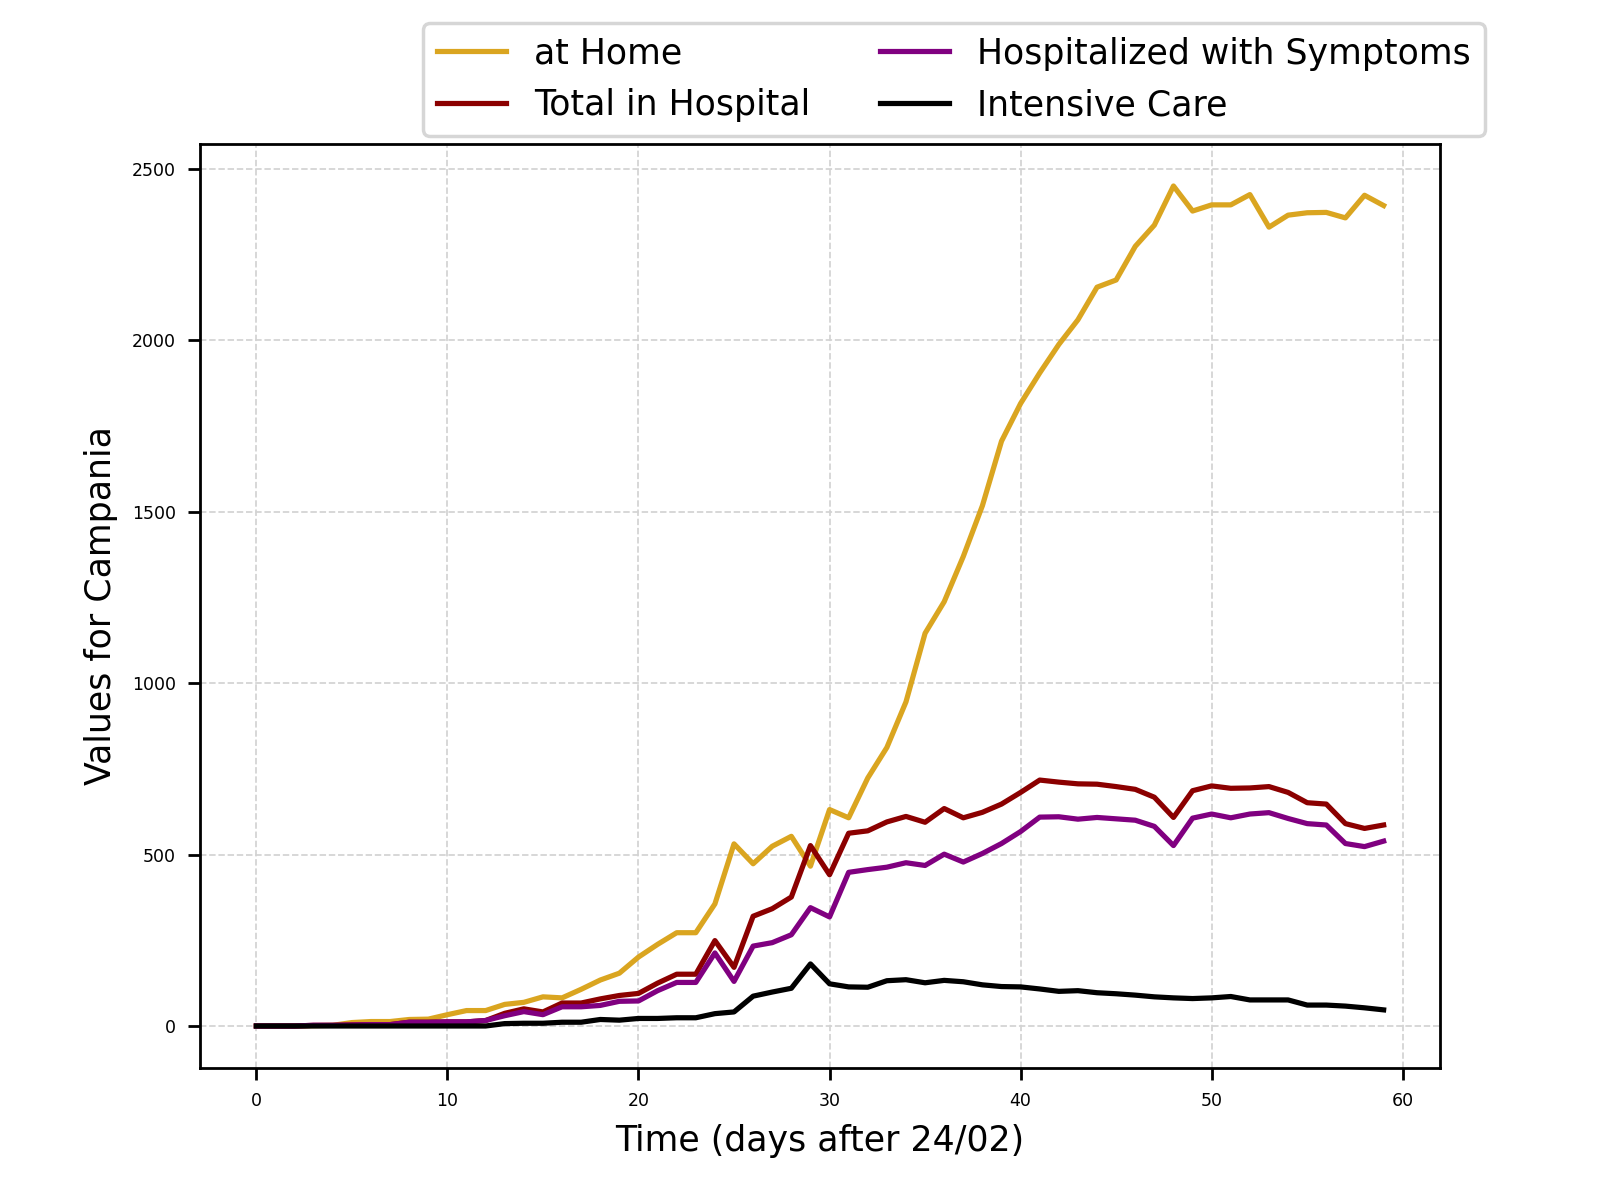 at Home
Total in Hospital
Hospitalized with Symptoms
Intensive Care
Values for Campania
2500
2000
1500
1000
500
0
0 10 20 30 40 50 60
Time (days after 24/02)